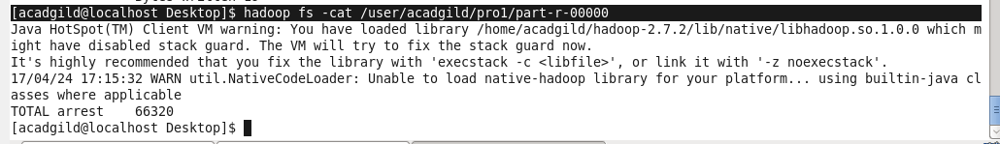 [acadgild@localhost Desktop]$ hadoop fs -cat /user/acadgild/pro1/part-r-00000
Java HotSpot(TM) Client VM warning: You have loaded library /home/acadgild/hadoop-2.7.2/lib/native/libhadoop.so.1.0.0 which m
ight have disabled stack guard. The VM will try to fix the stack guard now.
It's highly recommended that you fix the library with 'execstack -c <libfile>', or link it with '-z noexecstack'.
17/04/24 17:15:32 WARN util.NativeCodeLoader: Unable to load native-hadoop library for your platform... using builtin-java cl
asses where applicable
TOTAL arrest    66320
[acadgild@localhost Desktop]$